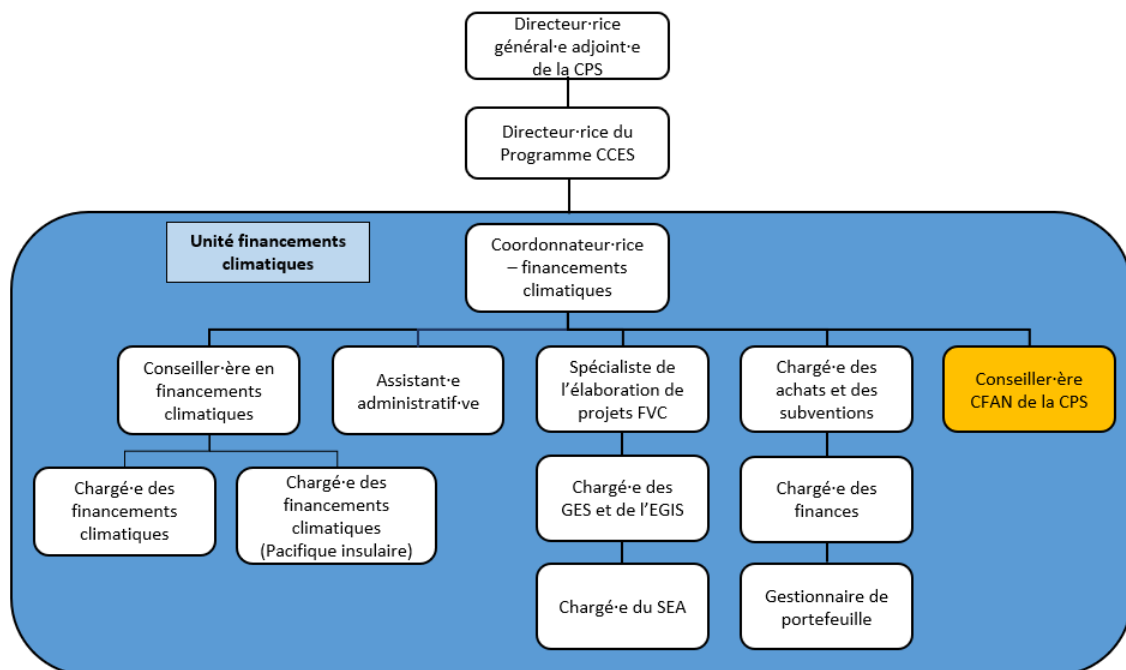 Directeur·rice
général·e adjoint·e
de la CPS
Directeur·rice du
Programme CCES
Unité financements
climatiques
Coordonnateur·rice
– financements
climatiques
Conseiller·ère en
financements
climatiques
Assistant·e
administratif·ve
Spécialiste de
l’élaboration de
projets FVC
Chargé·e des
achats et des
subventions
Conseiller·ère
CFAN de la CPS
Chargé·e des
financements
climatiques
Chargé·e des
financements
climatiques
(Pacifique insulaire)
Chargé·e des
GES et de l’EGIS
Chargé·e des
finances
Chargé·e du SEA
Gestionnaire de
portefeuille